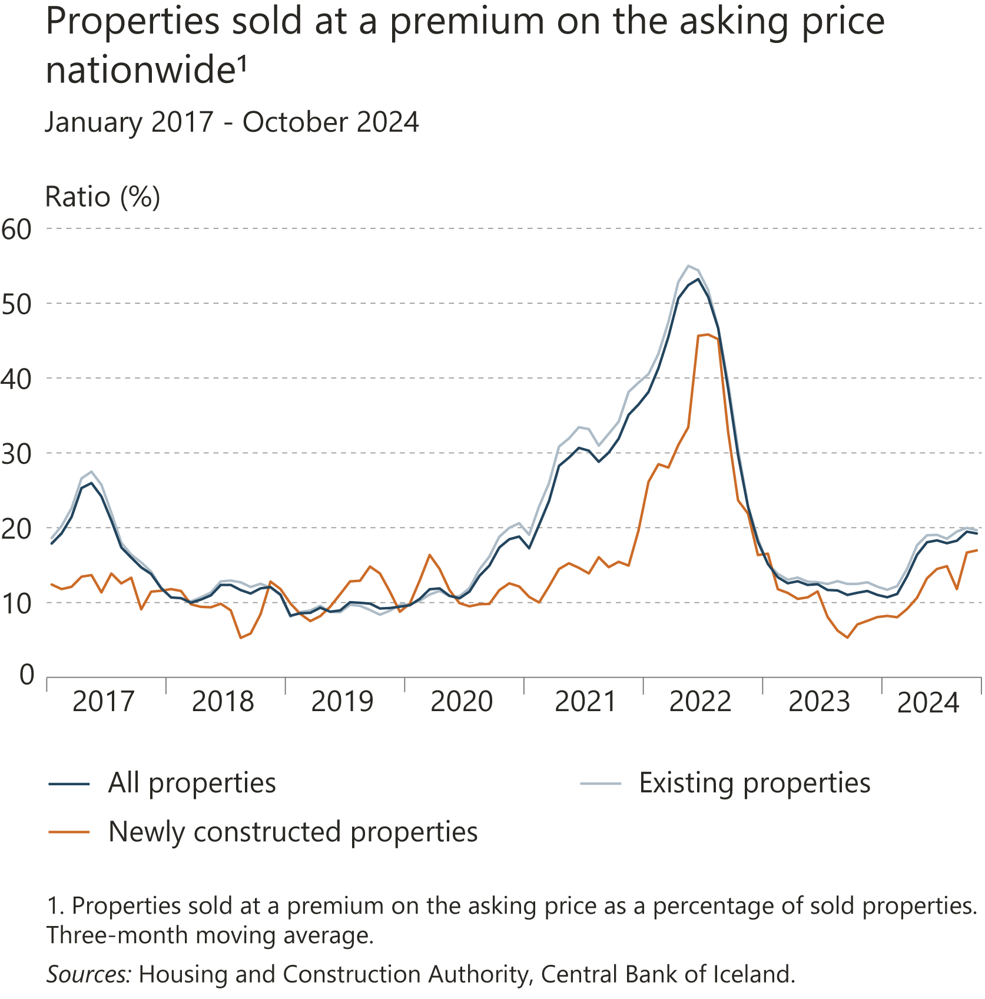 Properties sold at a premium on the asking price
nationwide¹
January 2017 - October 2024
Ratio (%)
60
50
40
30
20
10
0
2017 2018 2019 2020 2021 2022 2023 2024
All properties
Existing properties
Newly constructed properties
1. Properties sold at a premium on the asking price as a percentage of sold properties.
Three-month moving average.
Sources: Housing and Construction Authority, Central Bank of Iceland.